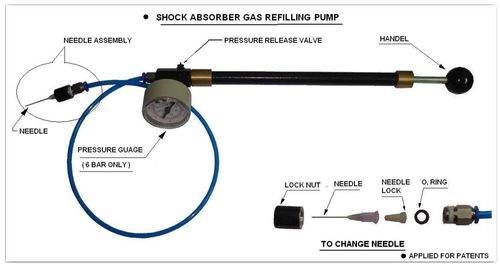 ● SHOCK ABSORBER GAS REFILLING PUMP
NEEDLE ASSEMBLY
PRESSURE RELEASE VALVE
HANDEL
NEEDLE
PRESSURE GUAGE
( 6 BAR ONLY )
LOCK NUT
NEEDLE
NEEDLE
LOCK
'O, RING
TO CHANGE NEEDLE
● APPLIED FOR PATENTS